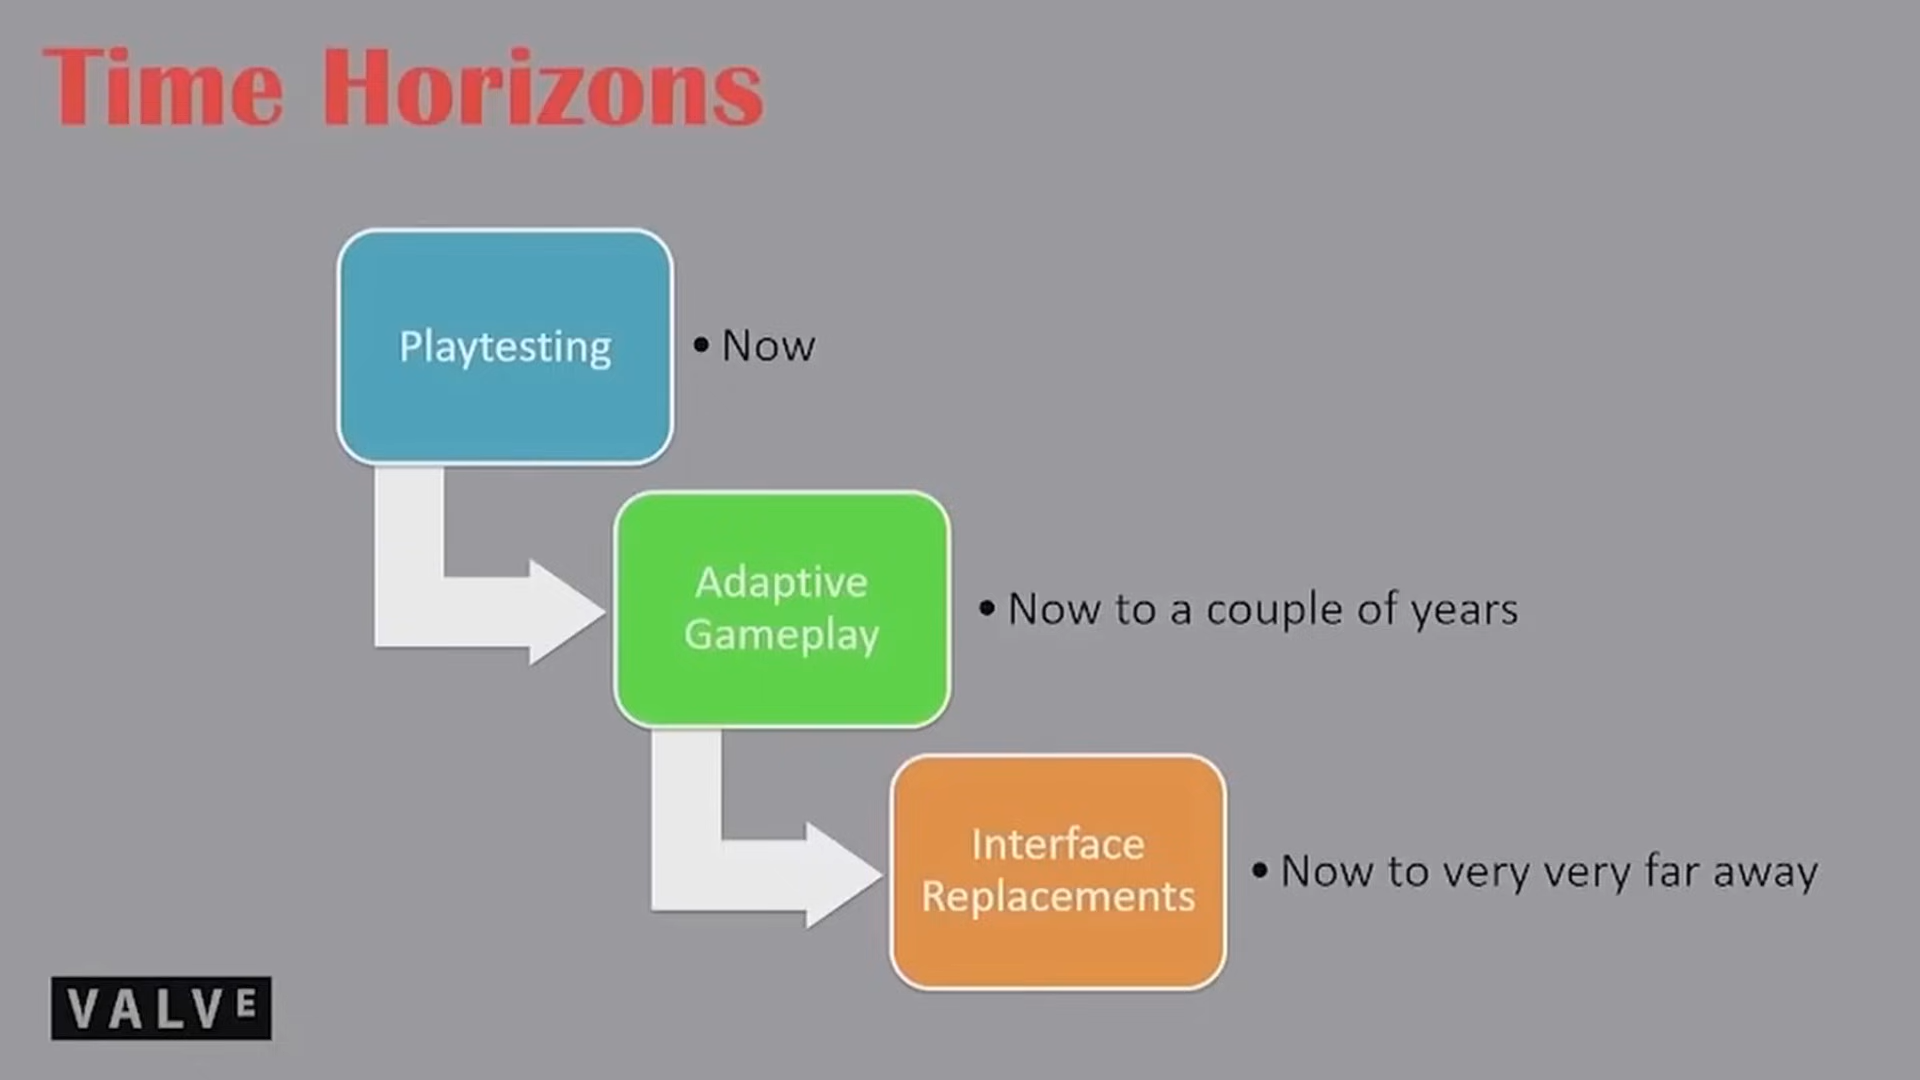 Time Horizons
Playtesting
• Now
Adaptive
Gameplay
• Now to a couple of years
Interface
Replacements
• Now to very very far away
VALVE